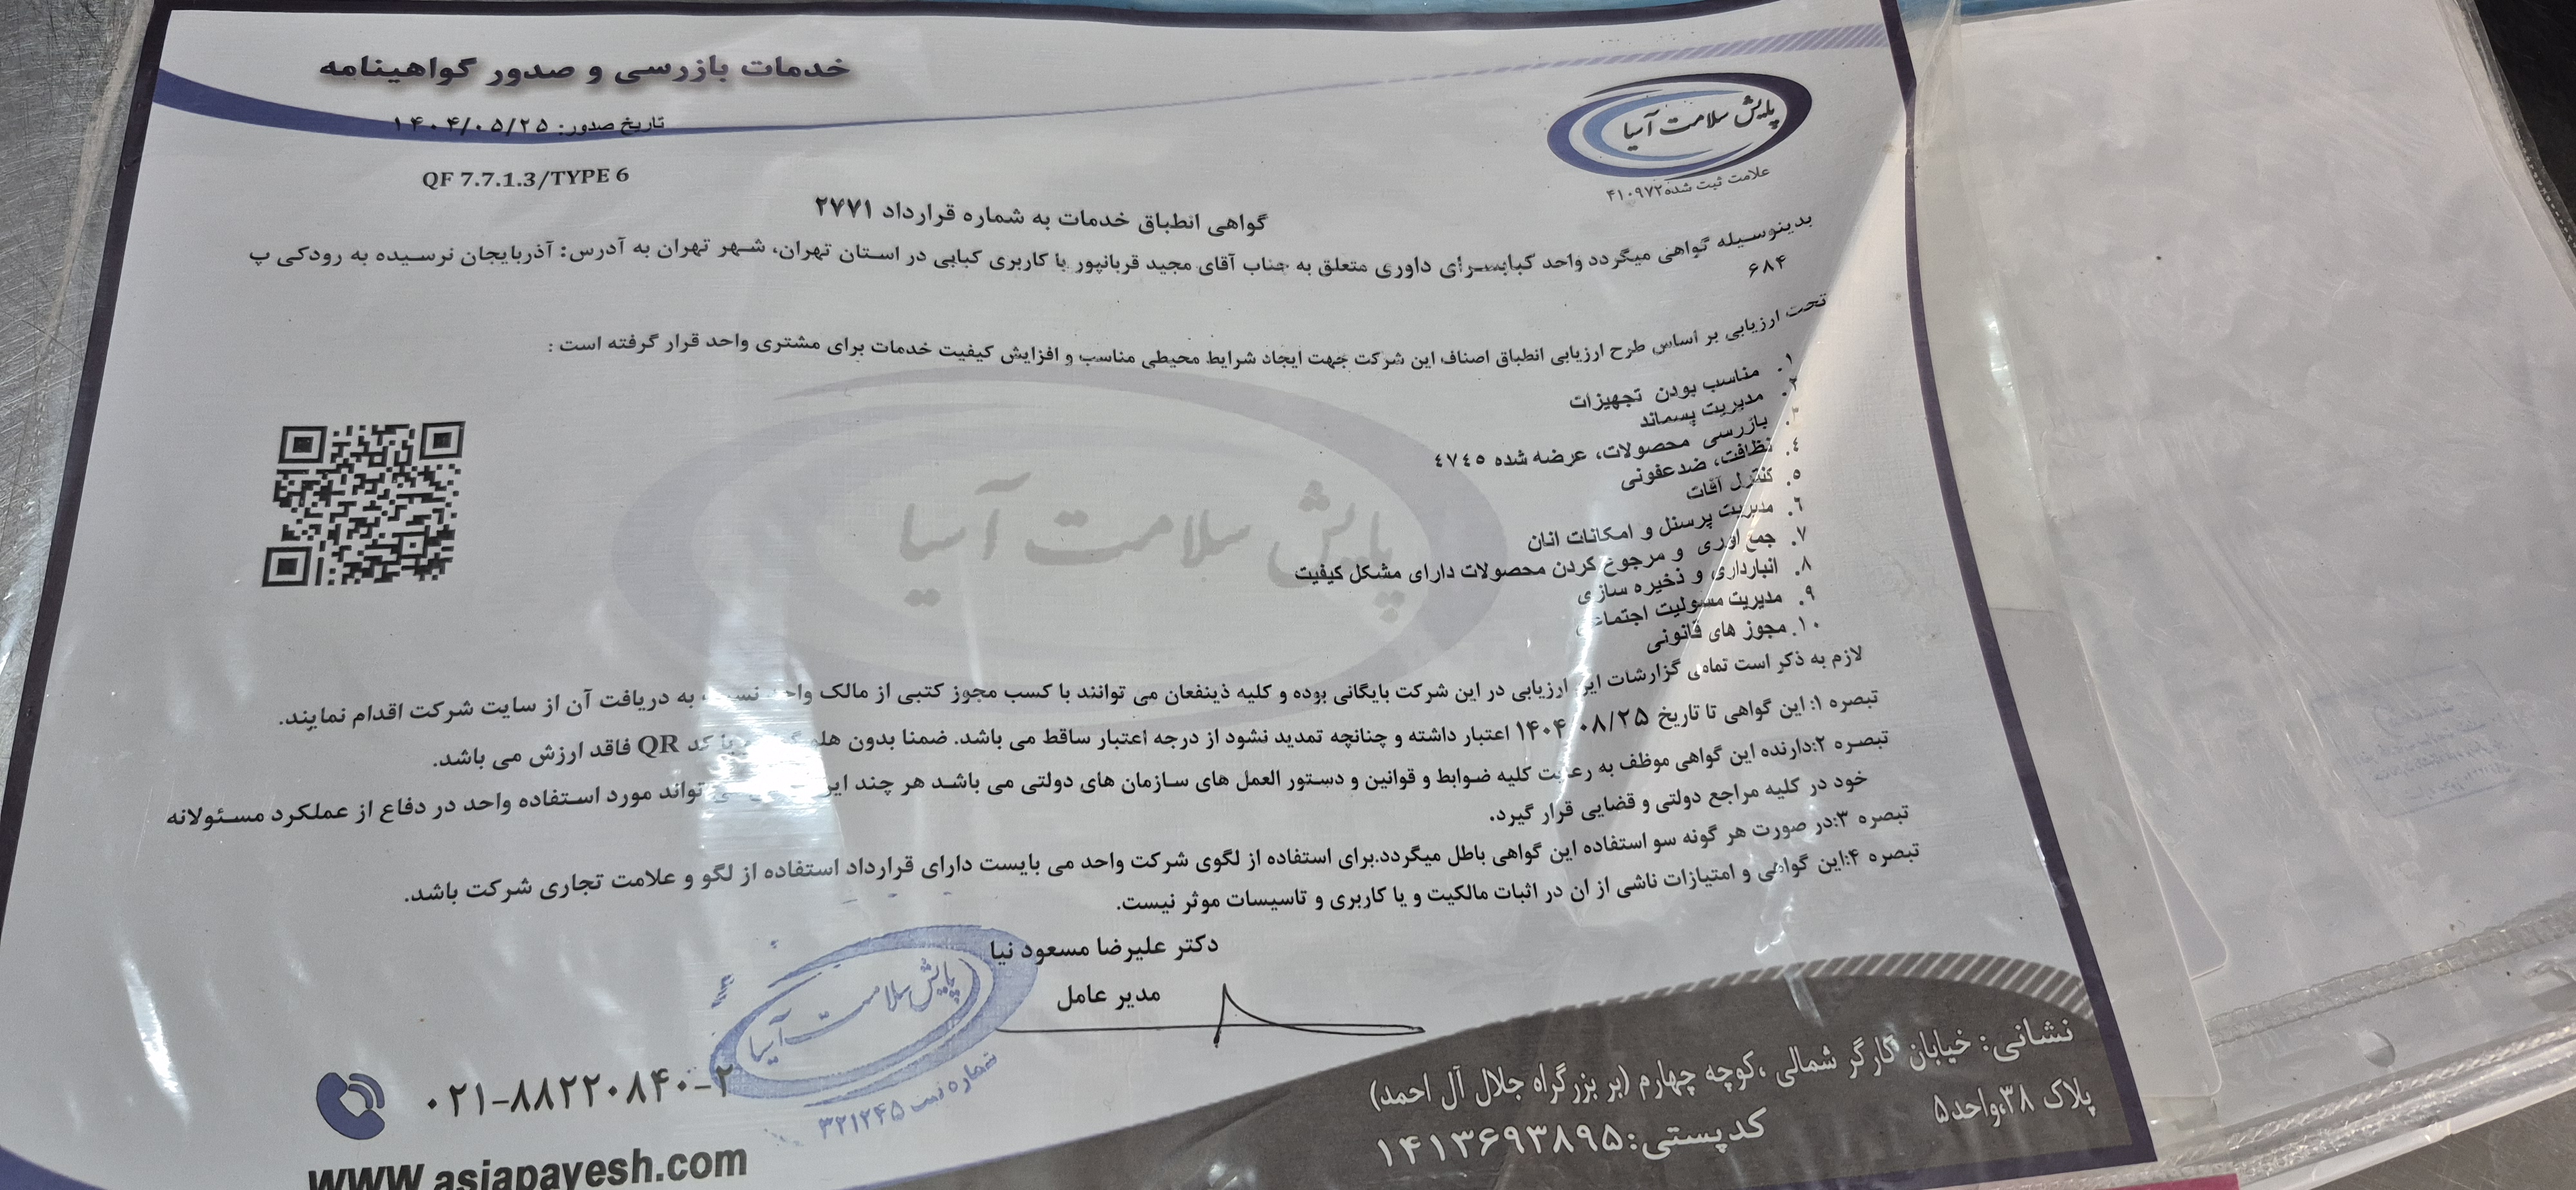 خدمات بازرسی و صدور گواهینامه
تاریخ صدور: ۱۴۰۴/۰۵/۲۵
QF 7.7.1.3/TYPE 6
پایش سلامت آسیا
علامت ثبت شده۴۱۰۹۷۲
گواهی انطباق خدمات به شماره قرارداد ۲۷۷۱
بدینوسیله گواهی میگردد واحد کبابسرای داوری متعلق به جناب آقای مجید قربانپور با کاربری کبابی در استان تهران، شهر تهران به آدرس: آذربایجان نرسیده به رودکی پ
۶۸۴
تحت ارزیابی بر اساس طرح ارزیابی انطباق اصناف این شرکت جهت ایجاد شرایط محیطی مناسب و افزایش کیفیت خدمات برای مشتری واحد قرار گرفته است :
۱. مناسب بودن تجهیزات
۲. مدیریت پسماند
۳. بازرسی محصولات، عرضه شده ٤٧٤٥
٤. نظافت، ضدعفونی
٥. کنترل آفات
٦. مدیریت پرسنل و امکانات انان
۷. جمع اوری و مرجوع کردن محصولات دارای مشکل کیفیت
۸. انبارداری و ذخیره سازی
۹. مدیریت مسولیت اجتماعی
۱۰. مجوز های قانونی
پایش سلامت آسیا
لازم به ذکر است تمامی گزارشات این ارزیابی در این شرکت بایگانی بوده و کلیه ذینفعان می توانند با کسب مجوز کتبی از مالک واحد نسبت به دریافت آن از سایت شرکت اقدام نمایند.
تبصره ۱: این گواهی تا تاریخ ۱۴۰۴/۰۸/۲۵ اعتبار داشته و چنانچه تمدید نشود از درجه اعتبار ساقط می باشد. ضمنا بدون یا کد QR فاقد ارزش می باشد.
تبصره ۲:دارنده این گواهی موظف به رعایت کلیه ضوابط و قوانین و دستور العمل های سازمان های دولتی می باشد هر چند این تواند مورد استفاده واحد در دفاع از عملکرد مسئولانه
خود در کلیه مراجع دولتی و قضایی قرار گیرد.
تبصره ۳:در صورت هر گونه سو استفاده این گواهی باطل میگردد.برای استفاده از لگوی شرکت واحد می بایست دارای قرارداد استفاده از لگو و علامت تجاری شرکت باشد.
تبصره ۴:این گواهی و امتیازات ناشی از ان در اثبات مالکیت و یا کاربری و تاسیسات موثر نیست.
دکتر علیرضا مسعود نیا
مدیر عامل
پایش سلامت آسیا
شماره ثبت ۳۲۱۲۴۵
۰۲۱-۸۸۲۲۰۸۴۰-۲
www.asiapayesh.com
نشانی: خیابان کارگر شمالی ،کوچه چهارم (بر بزرگراه جلال آل احمد)
پلاک ۳۸،واحد۵
کدپستی:۱۴۱۳۶۹۳۸۹۵